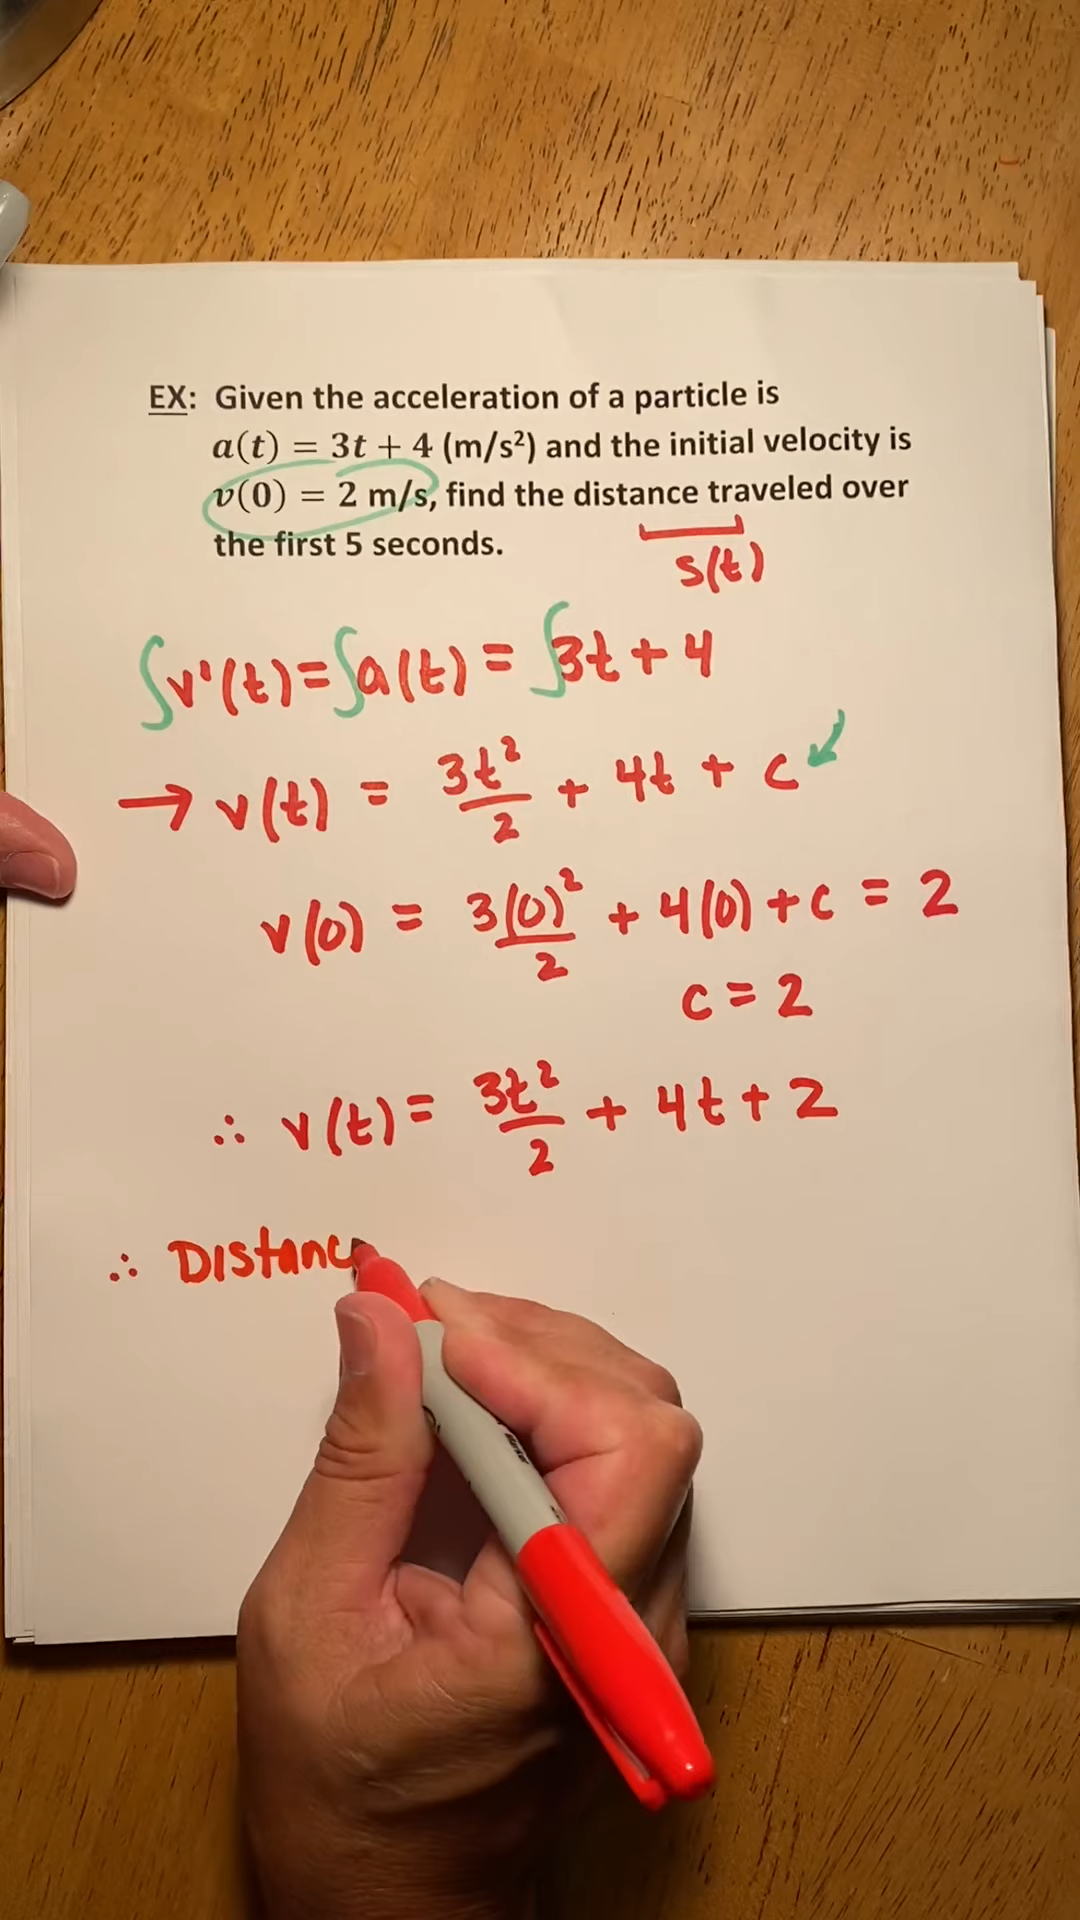 EX: Given the acceleration of a particle is
a(t) = 3t + 4 (m/s²) and the initial velocity is
v(0) = 2 m/s, find the distance traveled over
the first 5 seconds.
s(t)
∫v'(t) = ∫a(t) = ∫3t + 4
→ v(t) = 3t²/2 + 4t + c
v(0) = 3(0)²/2 + 4(0) + c = 2
c = 2
∴ v(t) = 3t²/2 + 4t + 2
∴ Distanc